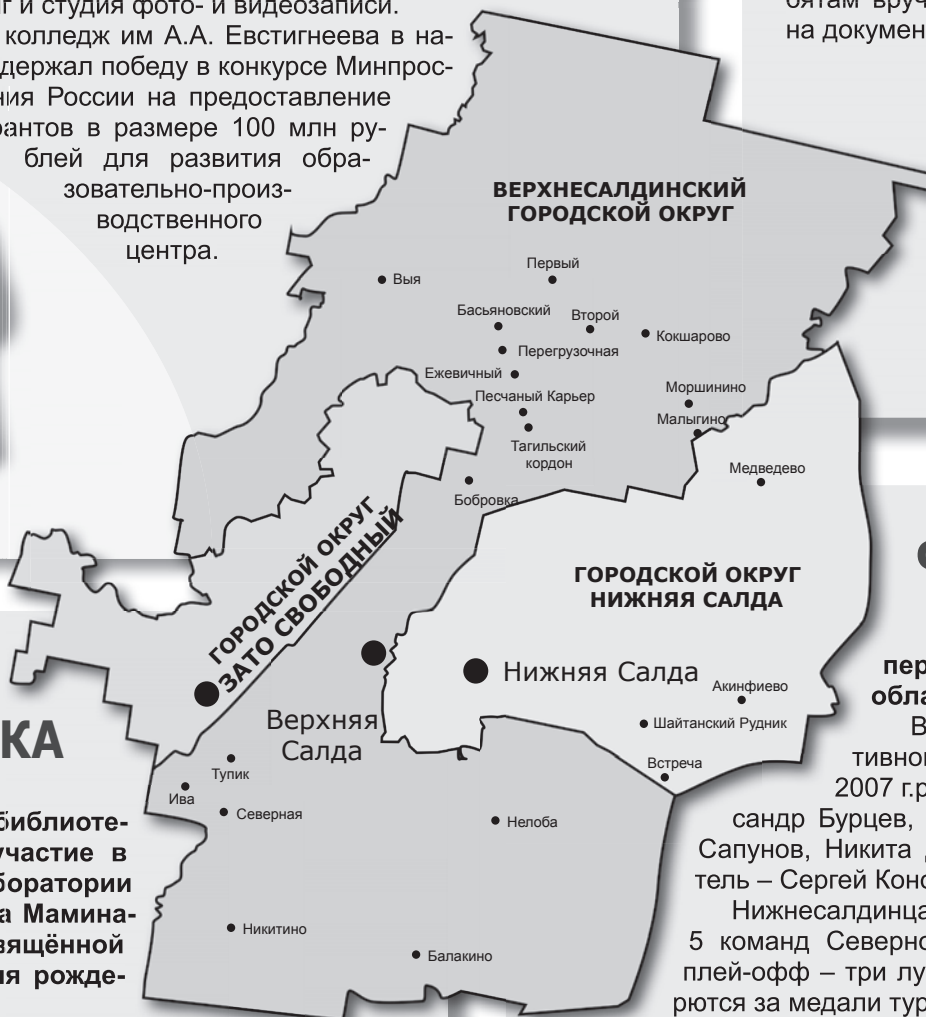 г и студия фото- и видеозаписи.
колледж им А.А. Евстигнеева в на-
держал победу в конкурсе Минпрос-
ния России на предоставление
рантов в размере 100 млн ру-
блей для развития обра-
зовательно-произ-
водственного
центра.
на докумен
ВЕРХНЕСАЛДИНСКИЙ
ГОРОДСКОЙ ОКРУГ
Выя
Первый
Басьяновский
Второй
Кокшарово
Перегрузочная
Ежевичный
Песчаный Карьер
Моршинино
Малыгино
Тагильский
кордон
Медведево
Бобровка
ГОРОДСКОЙ ОКРУГ
ЗАТО СВОБОДНЫЙ
ГОРОДСКОЙ ОКРУГ
НИЖНЯЯ САЛДА
Нижняя Салда
Акинфиево
Шайтанский Рудник
Верхняя
Салда
Встреча
Тупик
Ива
Северная
Нелоба
Никитино
Балакино
КА
библиоте-
участие в
боратории
а Мамина-
вящённой
ия рожде-
пер
обла
В
тивно
2007 г.р
сандр Бурцев,
Сапунов, Никита
тель – Сергей Конс
Нижнесалдинца
5 команд Северно
плей-офф – три лу
рются за медали тур